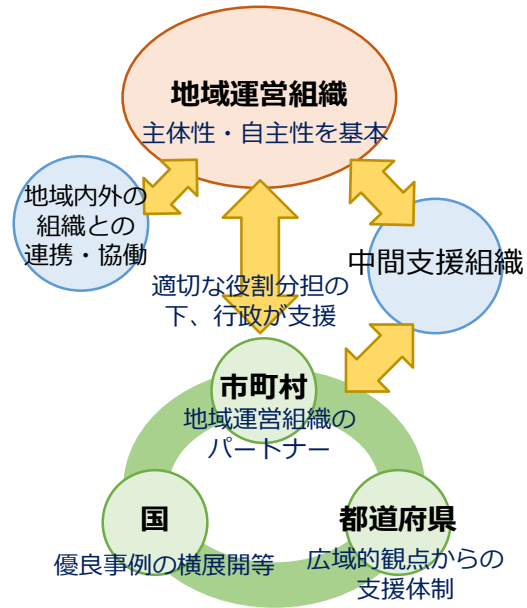 地域運営組織
主体性・自主性を基本
地域内外の
組織との
連携・協働
中間支援組織
適切な役割分担の
下、行政が支援
市町村
地域運営組織の
パートナー
国
優良事例の横展開等
都道府県
広域的観点からの
支援体制